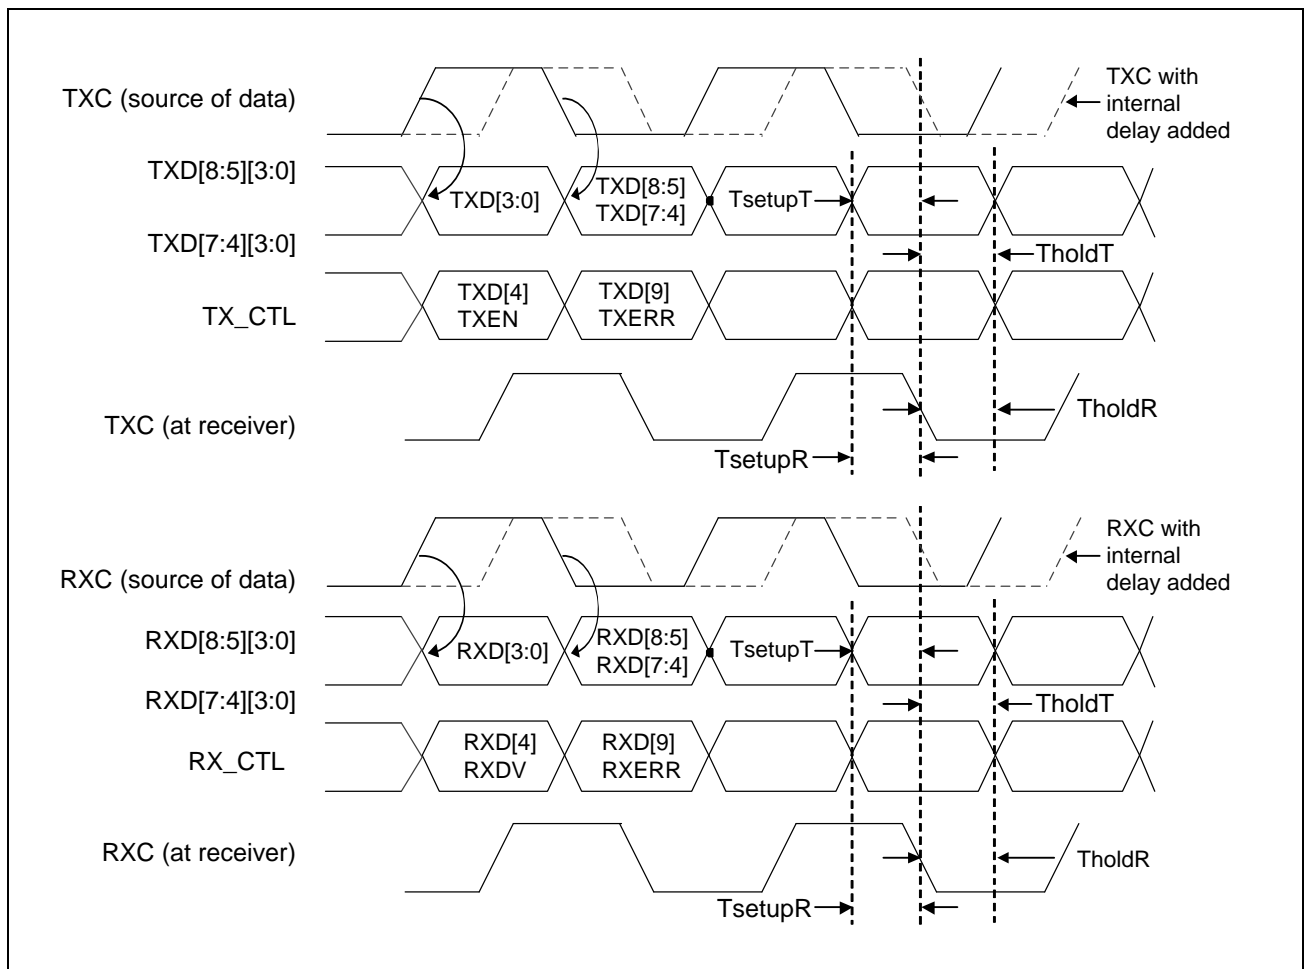 TXC (source of data)
TXC with
internal
delay added
TXD[8:5][3:0]
TXD[3:0]
TXD[8:5]
TXD[7:4]
TsetupT
TXD[7:4][3:0]
TholdT
TX_CTL
TXD[4]
TXEN
TXD[9]
TXERR
TXC (at receiver)
TholdR
TsetupR
RXC (source of data)
RXC with
internal
delay added
RXD[8:5][3:0]
RXD[3:0]
RXD[8:5]
RXD[7:4]
TsetupT
RXD[7:4][3:0]
TholdT
RX_CTL
RXD[4]
RXDV
RXD[9]
RXERR
RXC (at receiver)
TholdR
TsetupR